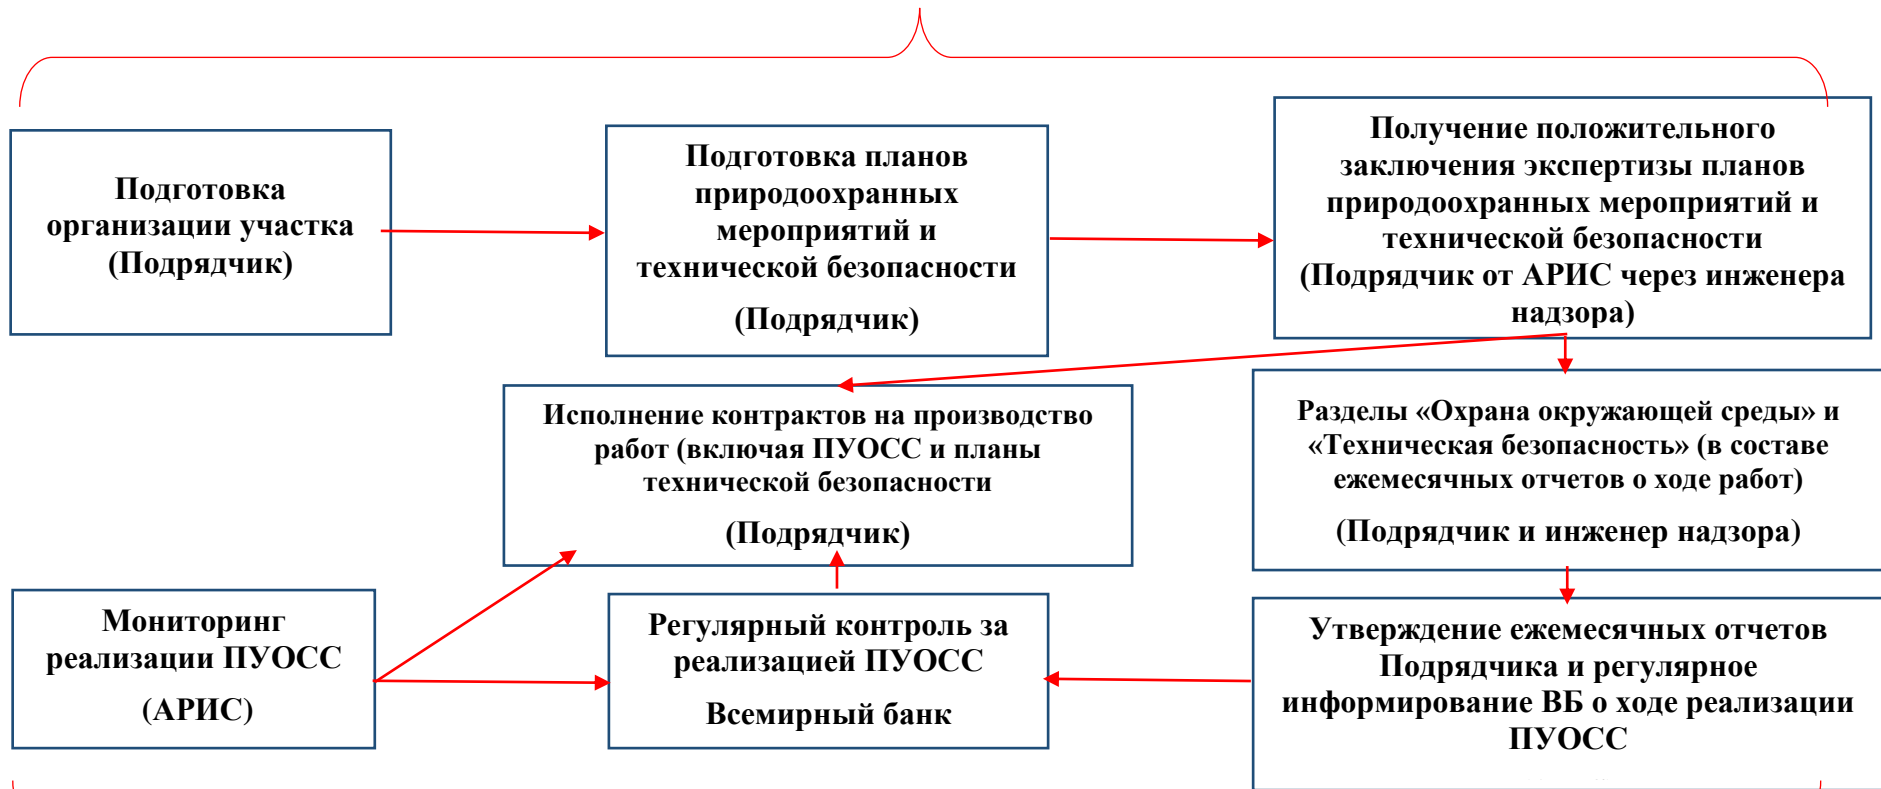 Подготовка
организации участка
(Подрядчик)
Подготовка планов
природоохранных
мероприятий и
технической безопасности
(Подрядчик)
Получение положительного
заключения экспертизы планов
природоохранных мероприятий и
технической безопасности
(Подрядчик от АРИС через инженера
надзора)
Исполнение контрактов на производство
работ (включая ПУОСС и планы
технической безопасности
(Подрядчик)
Разделы «Охрана окружающей среды» и
«Техническая безопасность» (в составе
ежемесячных отчетов о ходе работ)
(Подрядчик и инженер надзора)
Мониторинг
реализации ПУОСС
(АРИС)
Регулярный контроль за
реализацией ПУОСС
Всемирный банк
Утверждение ежемесячных отчетов
Подрядчика и регулярное
информирование ВБ о ходе реализации
ПУОСС